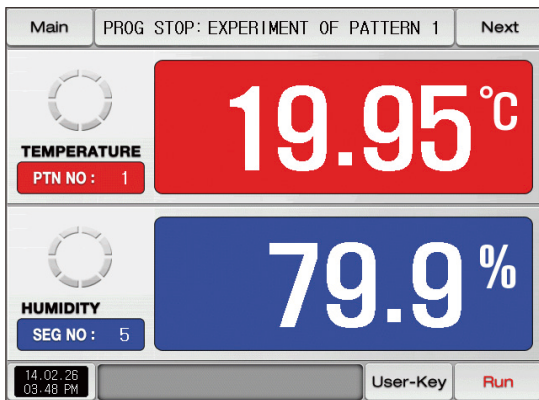 Main
PROG STOP: EXPERIMENT OF PATTERN 1
Next
19.95 °C
TEMPERATURE
PTN NO : 1
79.9 %
HUMIDITY
SEG NO : 5
14.02.26
03:48 PM
User-Key
Run